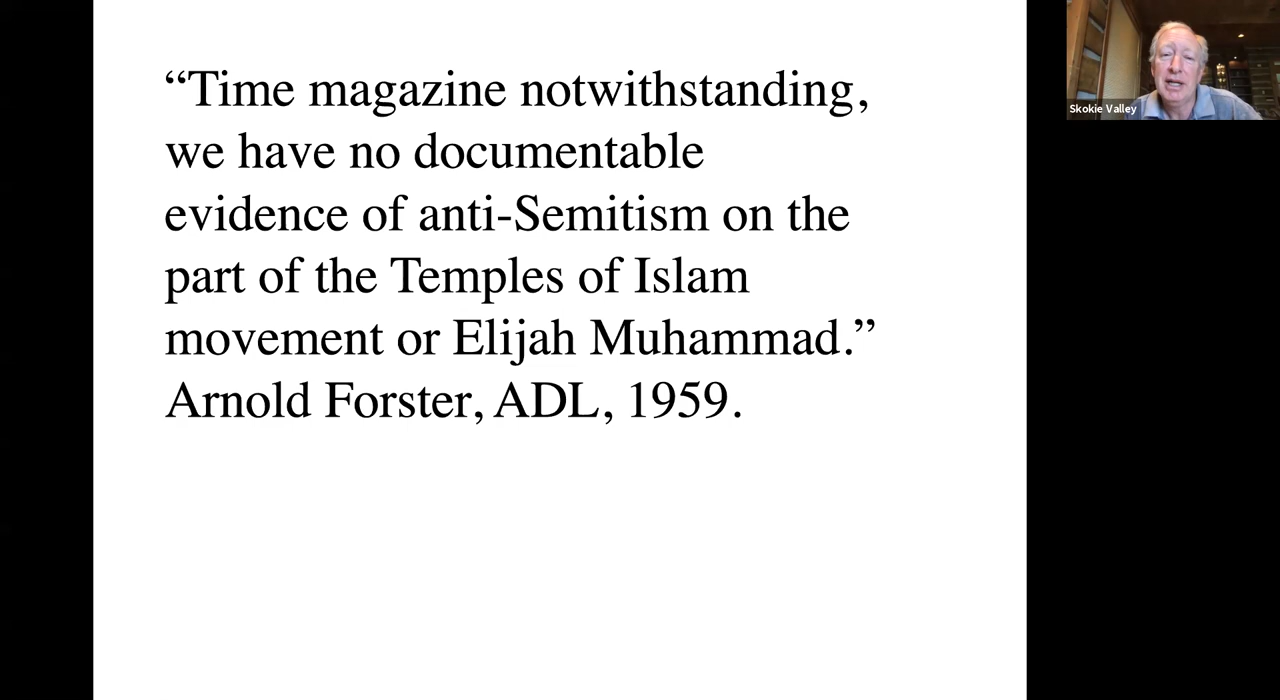 “Time magazine notwithstanding,
we have no documentable
evidence of anti-Semitism on the
part of the Temples of Islam
movement or Elijah Muhammad.”
Arnold Forster, ADL, 1959.
Skokie Valley